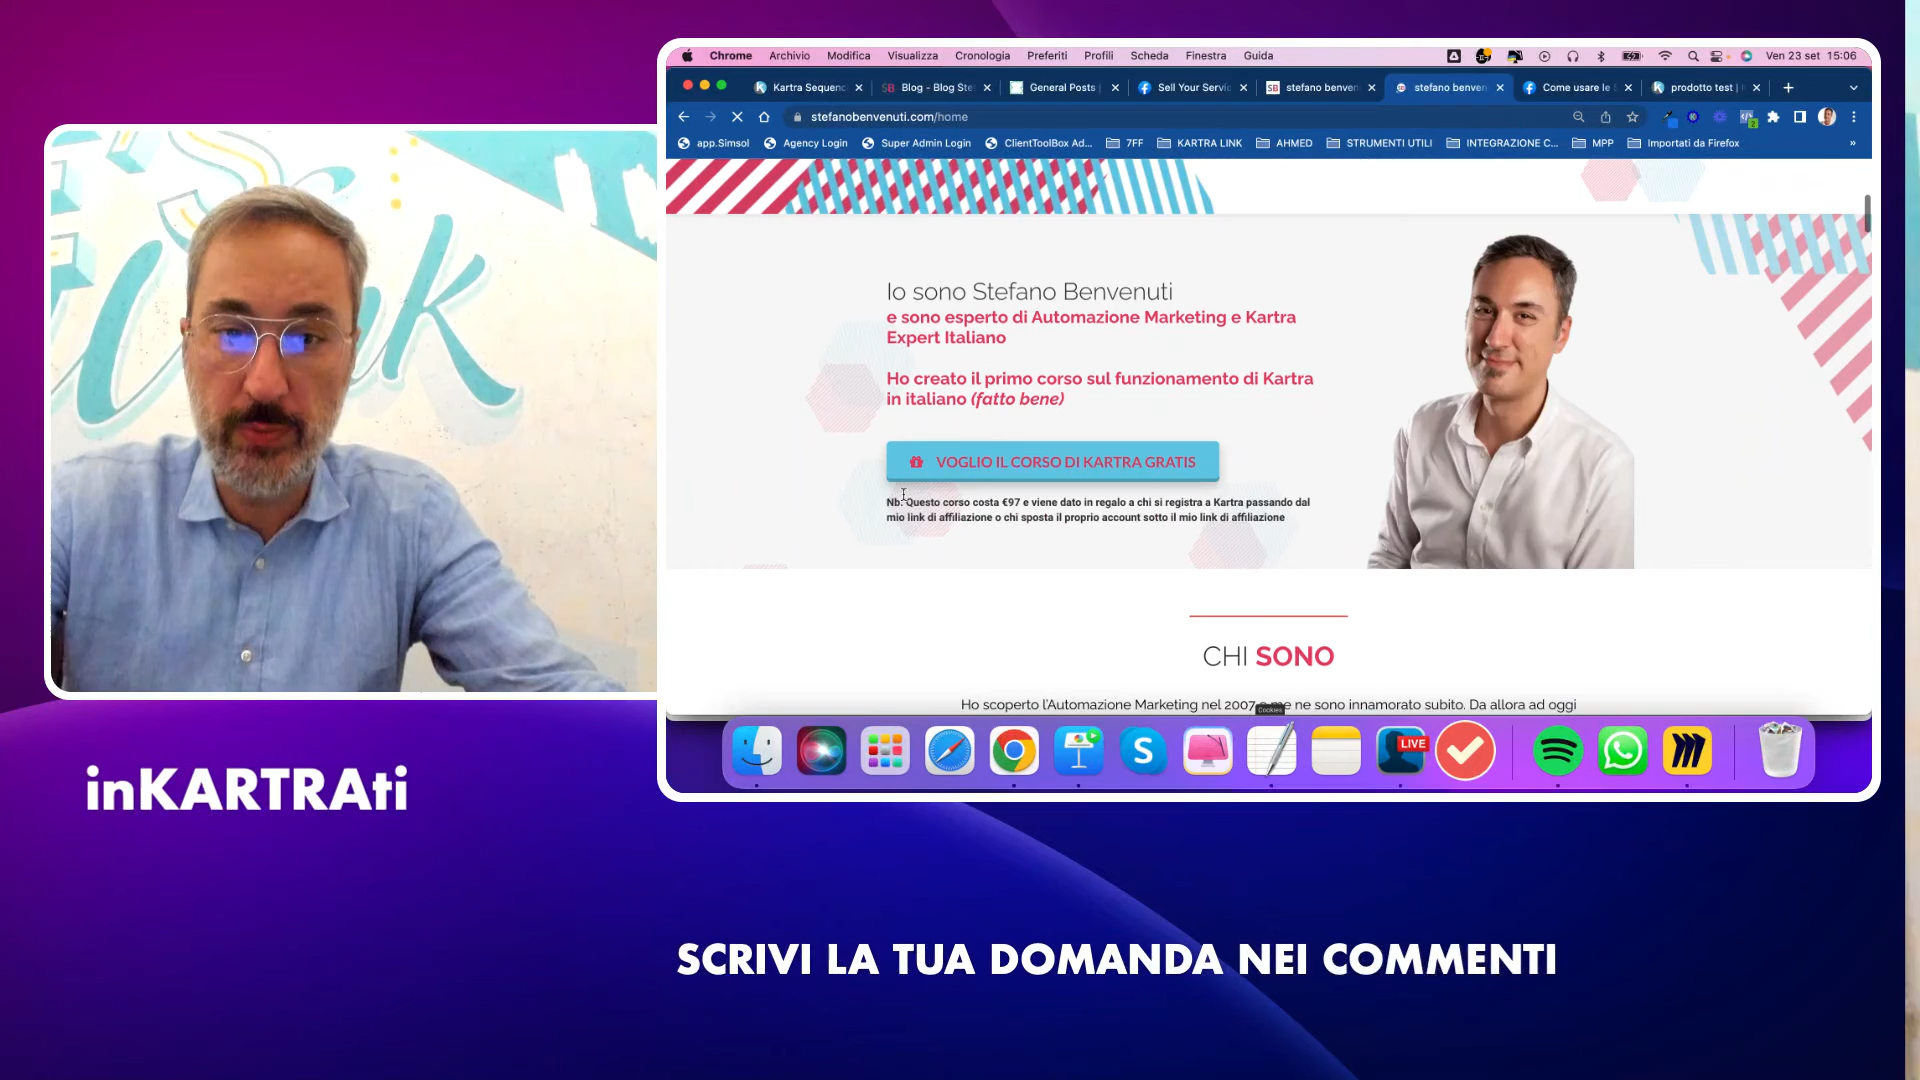 Chrome Archivio Modifica Visualizza Cronologia Preferiti Profili Scheda Finestra Guida Ven 23 set 15:06
Kartra Sequenc Blog - Blog Ste General Posts Sell Your Servic stefano benven stefano benven Come usare le prodotto test |
stefanobenvenuti.com/home
app.Simsol Agency Login Super Admin Login ClientToolBox Ad... 7FF KARTRA LINK AHMED STRUMENTI UTILI INTEGRAZIONE C... MPP Importati da Firefox »
Io sono Stefano Benvenuti
e sono esperto di Automazione Marketing e Kartra
Expert Italiano
Ho creato il primo corso sul funzionamento di Kartra
in italiano (fatto bene)
VOGLIO IL CORSO DI KARTRA GRATIS
Nb: Questo corso costa €97 e viene dato in regalo a chi si registra a Kartra passando dal
mio link di affiliazione o chi sposta il proprio account sotto il mio link di affiliazione
CHI SONO
Ho scoperto l'Automazione Marketing nel 2007 e me ne sono innamorato subito. Da allora ad oggi
Cookies
LIVE
Work
inKARTRAti
SCRIVI LA TUA DOMANDA NEI COMMENTI